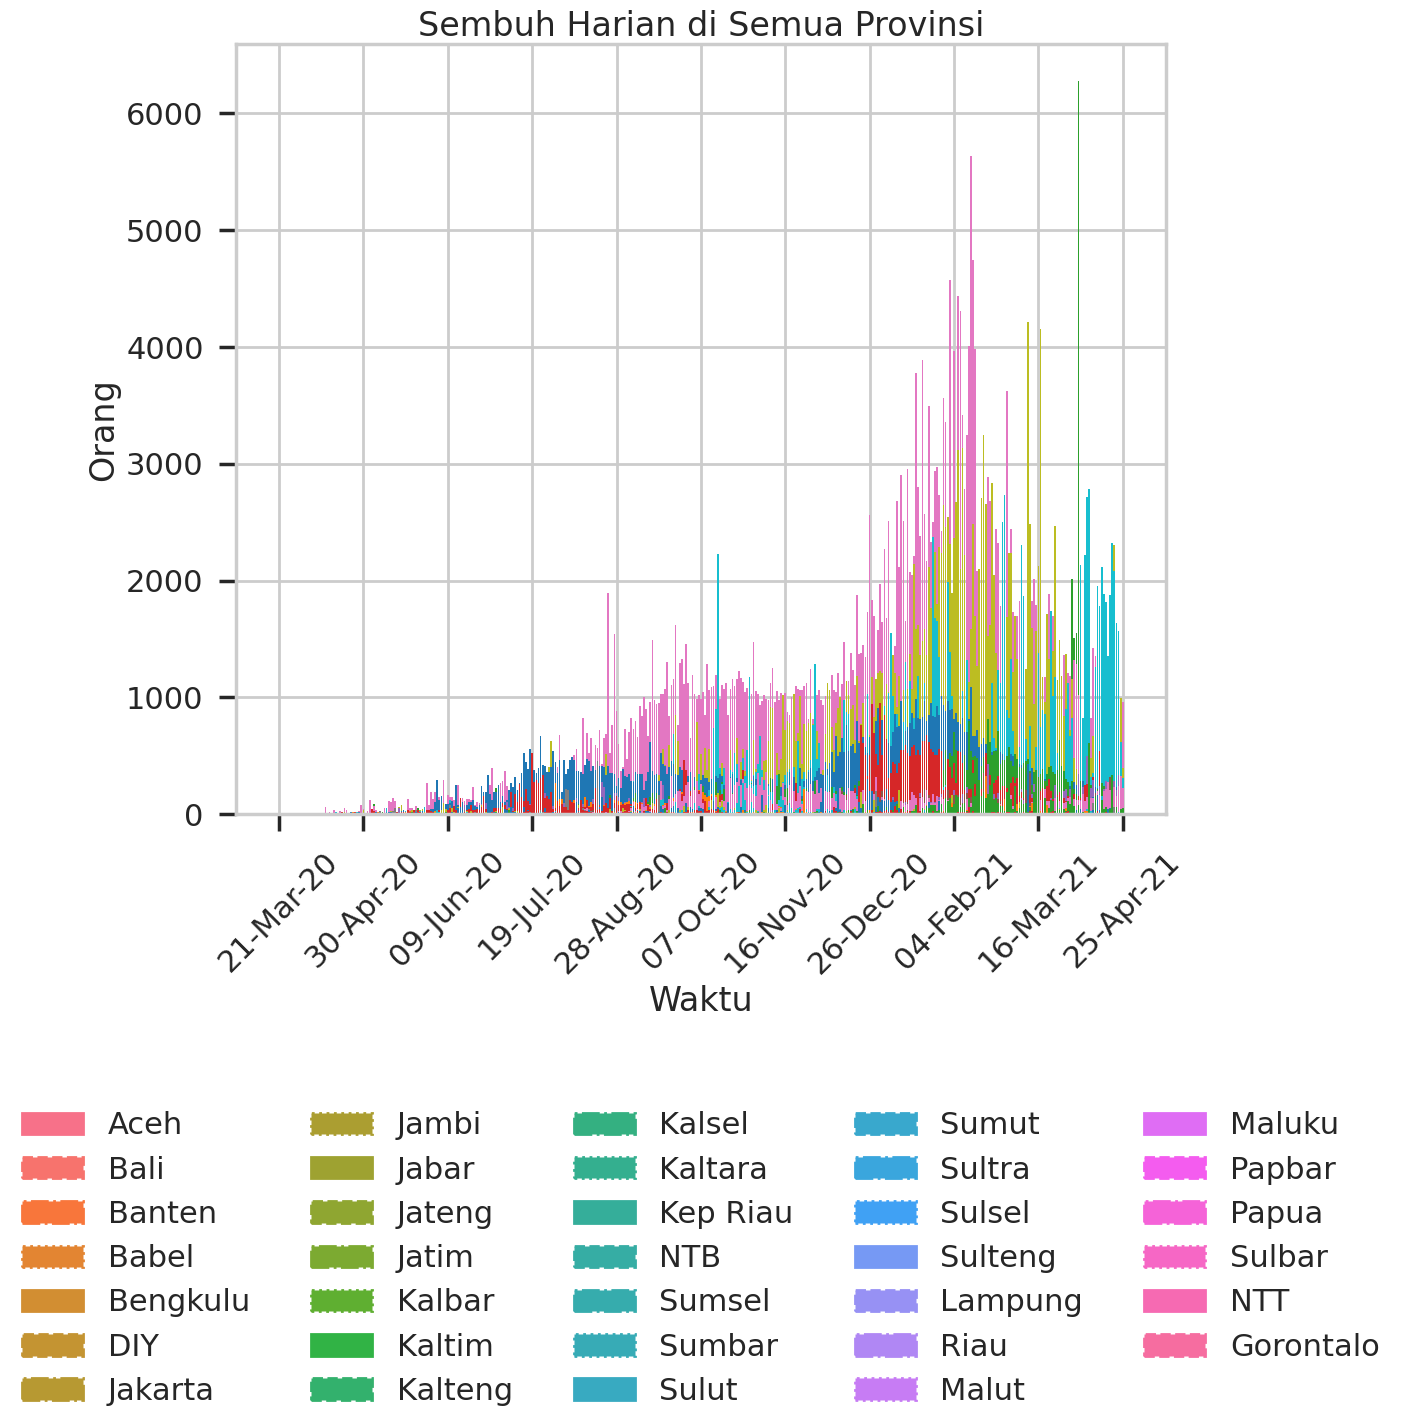 Sembuh Harian di Semua Provinsi
6000
5000
4000
3000
2000
1000
0
Orang
21-Mar-20
30-Apr-20
09-Jun-20
19-Jul-20
28-Aug-20
07-Oct-20
16-Nov-20
26-Dec-20
04-Feb-21
16-Mar-21
25-Apr-21
Waktu
Aceh
Bali
Banten
Babel
Bengkulu
DIY
Jakarta
Jambi
Jabar
Jateng
Jatim
Kalbar
Kaltim
Kalteng
Kalsel
Kaltara
Kep Riau
NTB
Sumsel
Sumbar
Sulut
Sumut
Sultra
Sulsel
Sulteng
Lampung
Riau
Malut
Maluku
Papbar
Papua
Sulbar
NTT
Gorontalo